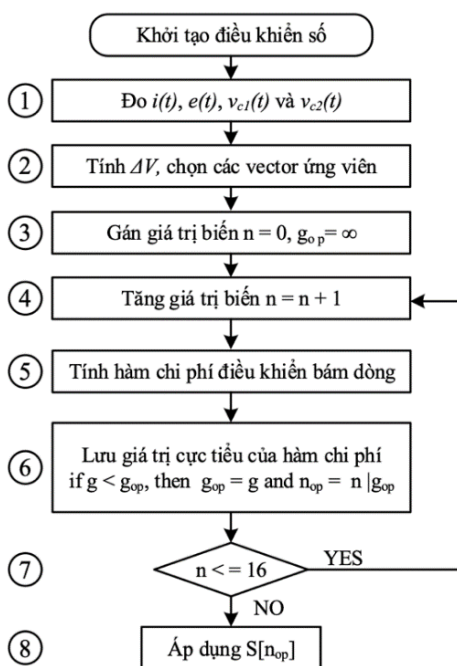 Khởi tạo điều khiển số
1
Đo i(t), e(t), vc1(t) và vc2(t)
2
Tính ΔV, chọn các vector ứng viên
3
Gán giá trị biến n = 0, gop= ∞
4
Tăng giá trị biến n = n + 1
5
Tính hàm chi phí điều khiển bám dòng
6
Lưu giá trị cực tiểu của hàm chi phí
if g < gop, then gop = g and nop = n |gop
7
n < = 16
YES
NO
8
Áp dụng S[nop]